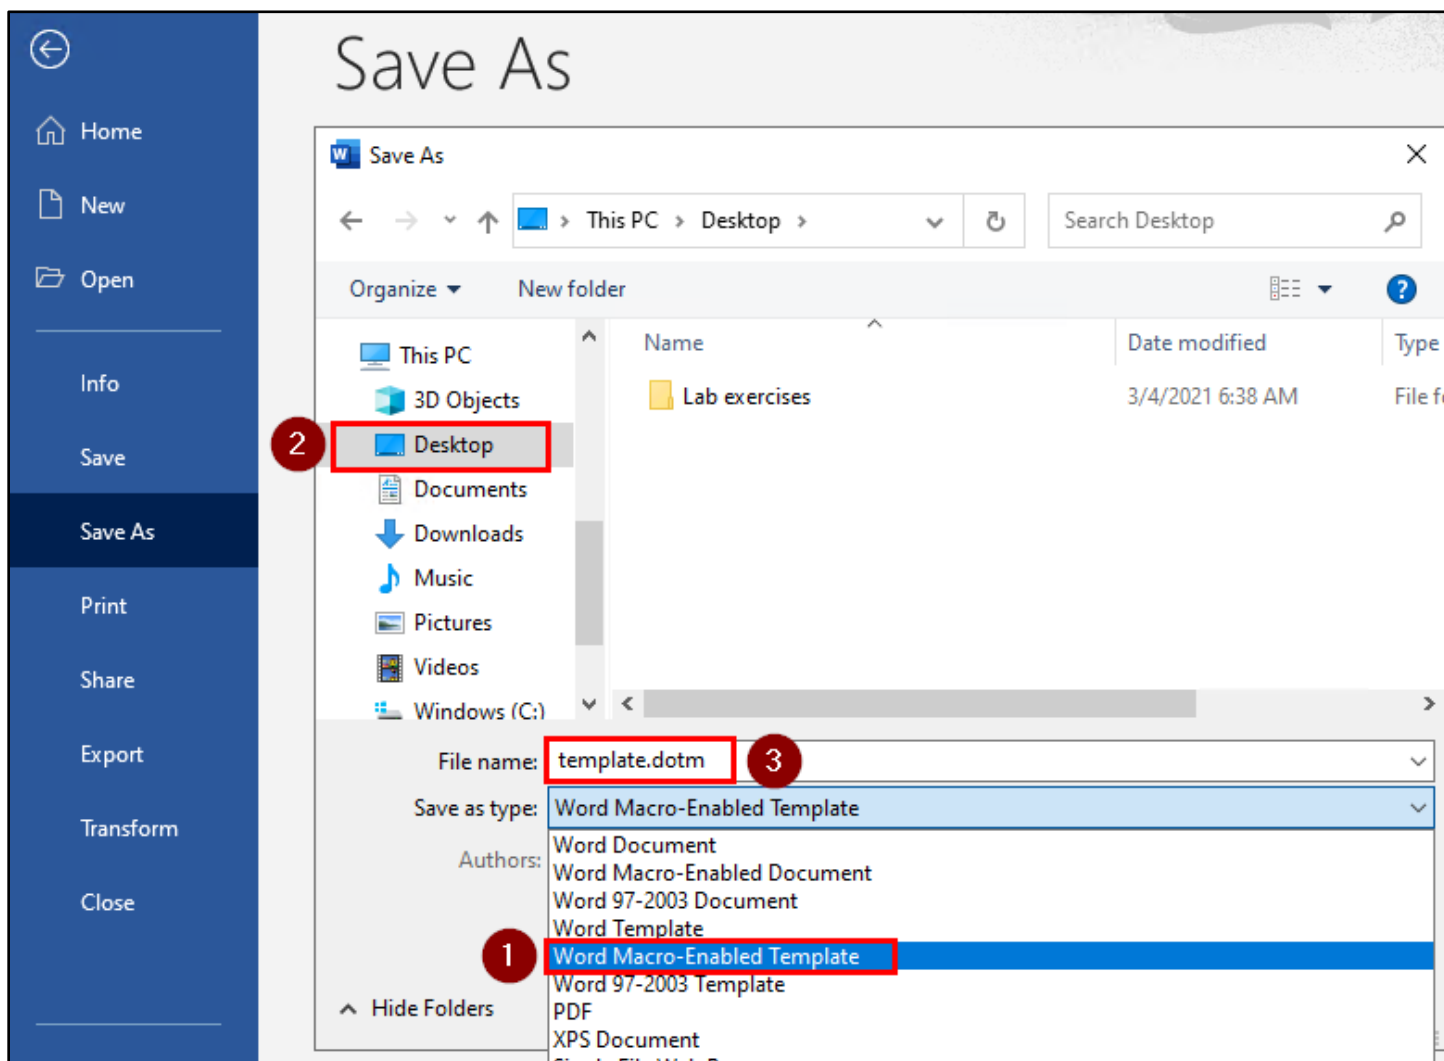 Save As
Home
New
Open
Info
Save
Save As
Print
Share
Export
Transform
Close
W Save As
This PC > Desktop >
Search Desktop
Organize
New folder
?
This PC
3D Objects
Desktop
Documents
Downloads
Music
Pictures
Videos
Windows (C:)
2
Name Date modified Type
Lab exercises 3/4/2021 6:38 AM File f
File name: template.dotm 3
Save as type: Word Macro-Enabled Template
Authors:
Word Document
Word Macro-Enabled Document
Word 97-2003 Document
Word Template
1 Word Macro-Enabled Template
Word 97-2003 Template
PDF
XPS Document
Hide Folders